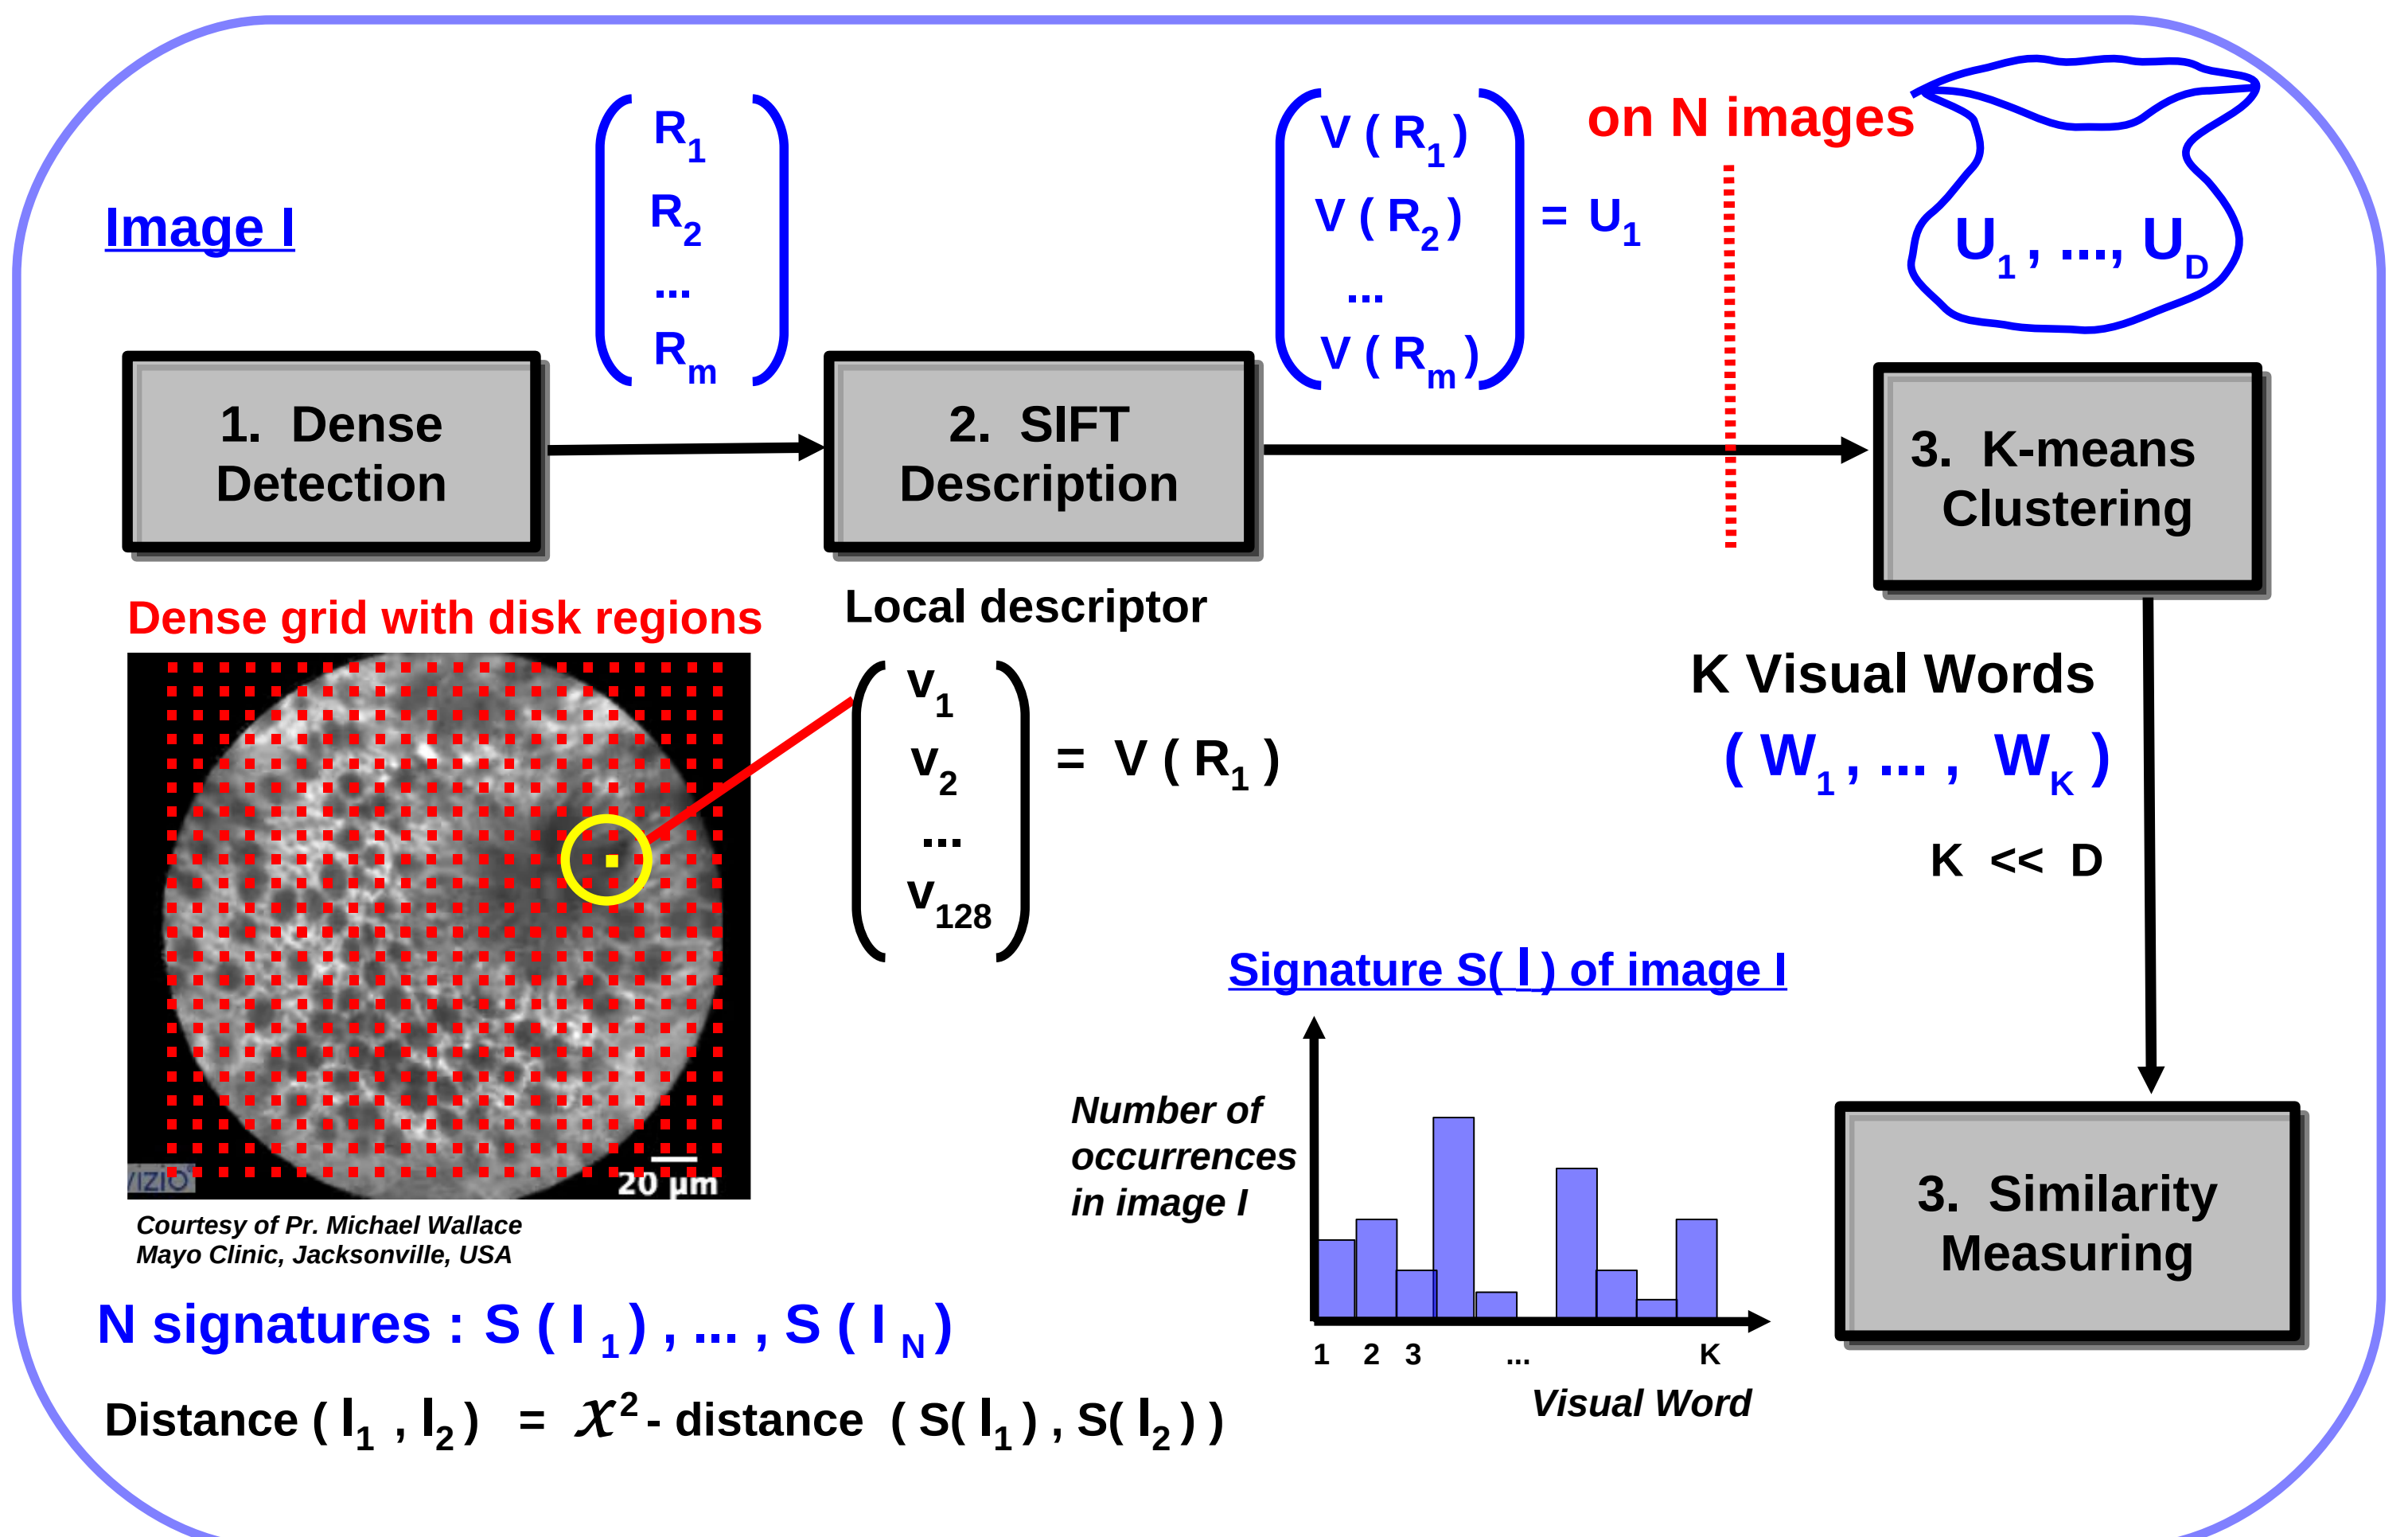 Image I
R1
R2
...
Rm
V ( R1 )
V ( R2 )
...
V ( Rm )
= U1
on N images
U1 , ..., UD
1. Dense
Detection
2. SIFT
Description
3. K-means
Clustering
Dense grid with disk regions
Local descriptor
v1
v2
...
v128
= V ( R1 )
K Visual Words
( W1 , ... , WK )
K << D
20 µm
Courtesy of Pr. Michael Wallace
Mayo Clinic, Jacksonville, USA
Signature S( I ) of image I
Number of
occurrences
in image I
1 2 3 ... K
Visual Word
3. Similarity
Measuring
N signatures : S ( I 1 ) , ... , S ( I N )
Distance ( I1 , I2 ) = χ2 - distance ( S( I1 ) , S( I2 ) )